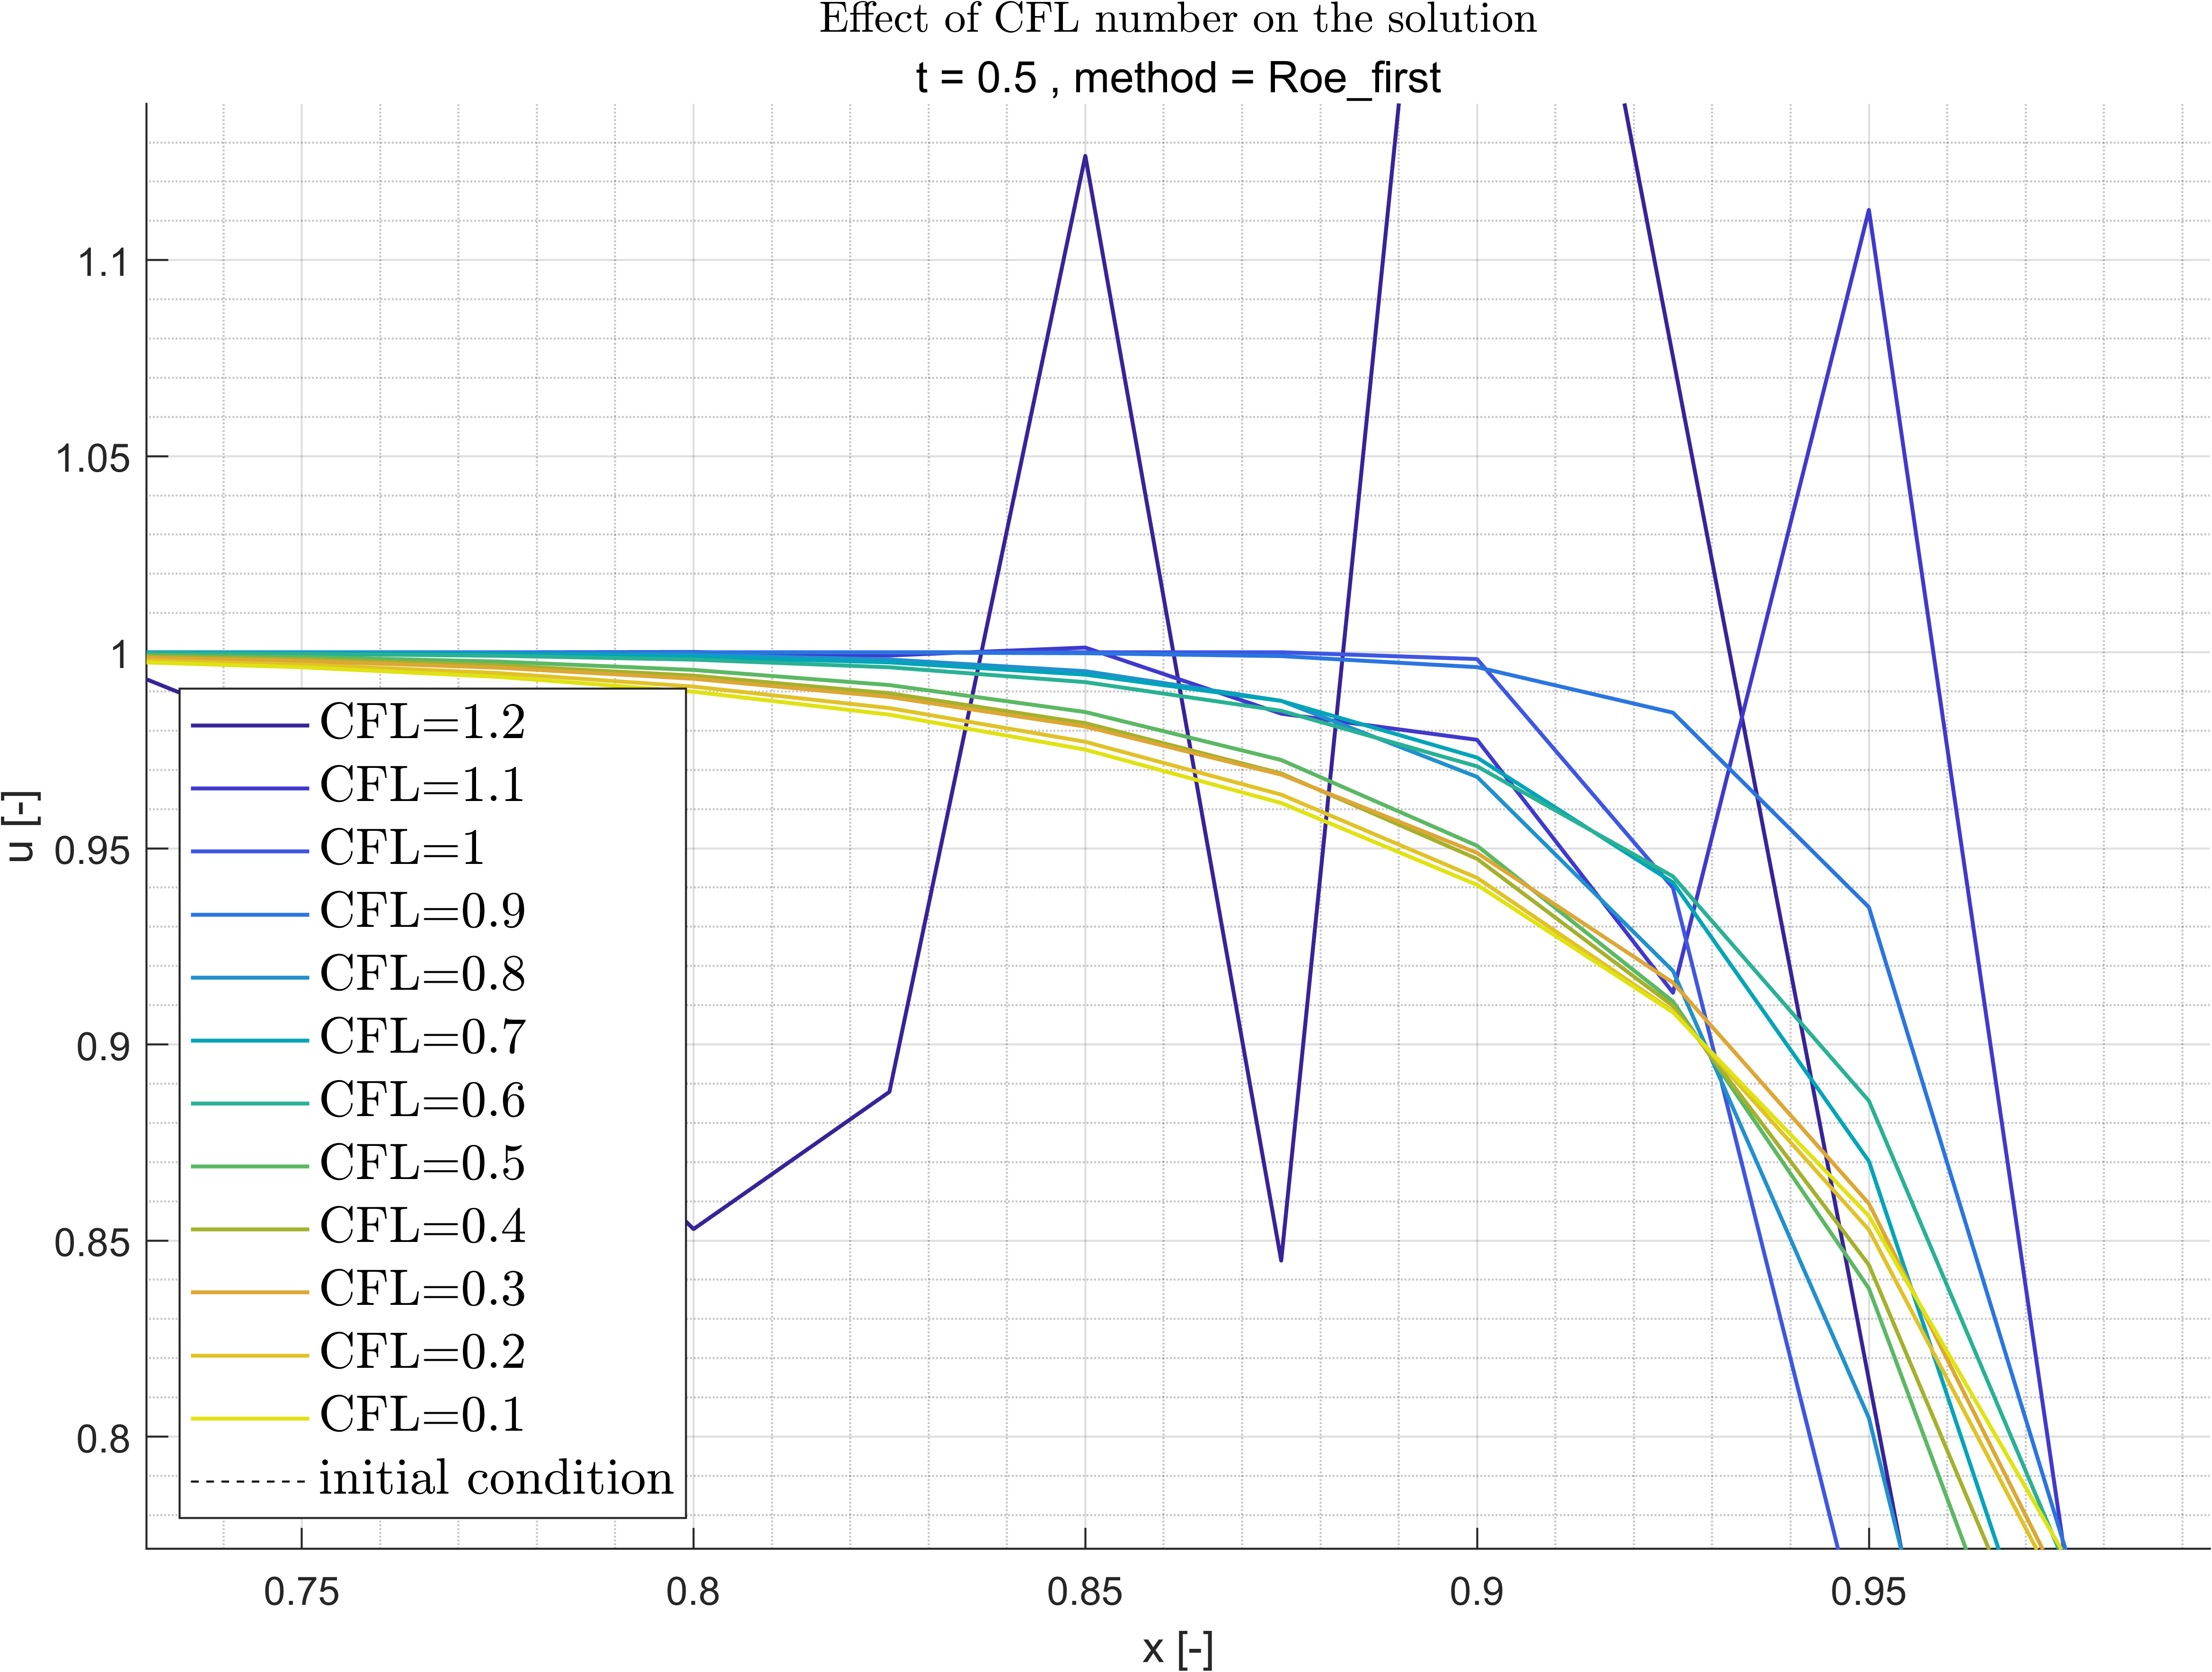 Effect of CFL number on the solution
t = 0.5 , method = Roe_first
1.1
1.05
1
0.95
0.9
0.85
0.8
u [-]
CFL=1.2
CFL=1.1
CFL=1
CFL=0.9
CFL=0.8
CFL=0.7
CFL=0.6
CFL=0.5
CFL=0.4
CFL=0.3
CFL=0.2
CFL=0.1
initial condition
0.75 0.8 0.85 0.9 0.95
x [-]